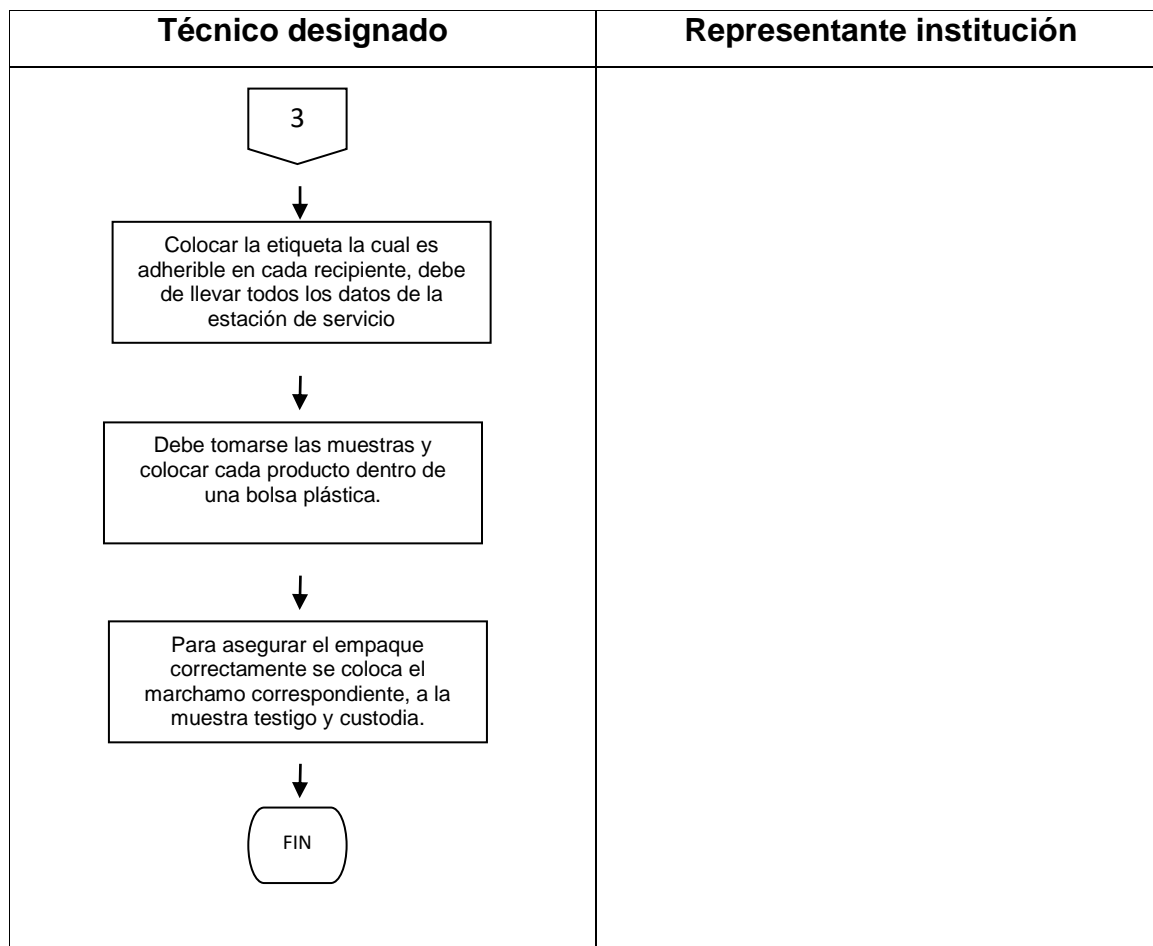 Técnico designado
Representante institución
3
Colocar la etiqueta la cual es
adherible en cada recipiente, debe
de llevar todos los datos de la
estación de servicio
Debe tomarse las muestras y
colocar cada producto dentro de
una bolsa plástica.
Para asegurar el empaque
correctamente se coloca el
marchamo correspondiente, a la
muestra testigo y custodia.
FIN